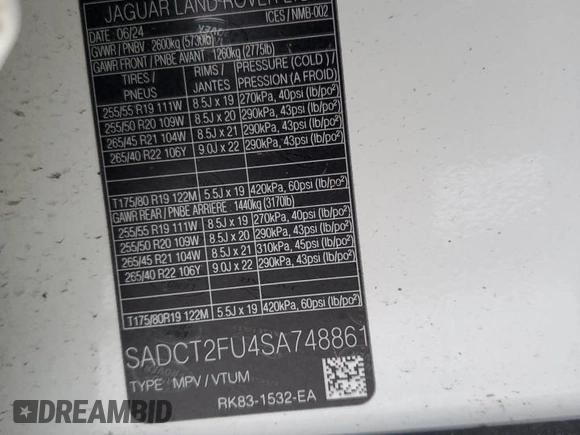 JAGUAR LAND-ROVER
ICES / NMB-002
DATE 06/24
GVWR / PNBV 2600kg (5730lb)
GAWR FRONT / PNBE AVANT 1260kg (2775lb)
TIRES / PNEUS RIMS / JANTES PRESSURE (COLD) / PRESSION (A FROID)
255/55 R19 111W 8.5J x 19 270kPa, 40psi (lb/po²)
255/50 R20 109W 8.5J x 20 290kPa, 43psi (lb/po²)
265/45 R21 104W 8.5J x 21 290kPa, 43psi (lb/po²)
265/40 R22 106Y 9.0J x 22 290kPa, 43psi (lb/po²)
T175/80 R19 122M 5.5J x 19 420kPa, 60psi (lb/po²)
GAWR REAR / PNBE ARRIERE 1440kg (3170lb)
255/55 R19 111W 8.5J x 19 270kPa, 40psi (lb/po²)
255/50 R20 109W 8.5J x 20 290kPa, 43psi (lb/po²)
265/45 R21 104W 8.5J x 21 310kPa, 45psi (lb/po²)
265/40 R22 106Y 9.0J x 22 290kPa, 43psi (lb/po²)
T175/80R19 122M 5.5J x 19 420kPa, 60psi (lb/po²)
SADCT2FU4SA748861
TYPE : MPV / VTUM
RK83-1532-EA
DREAMBID